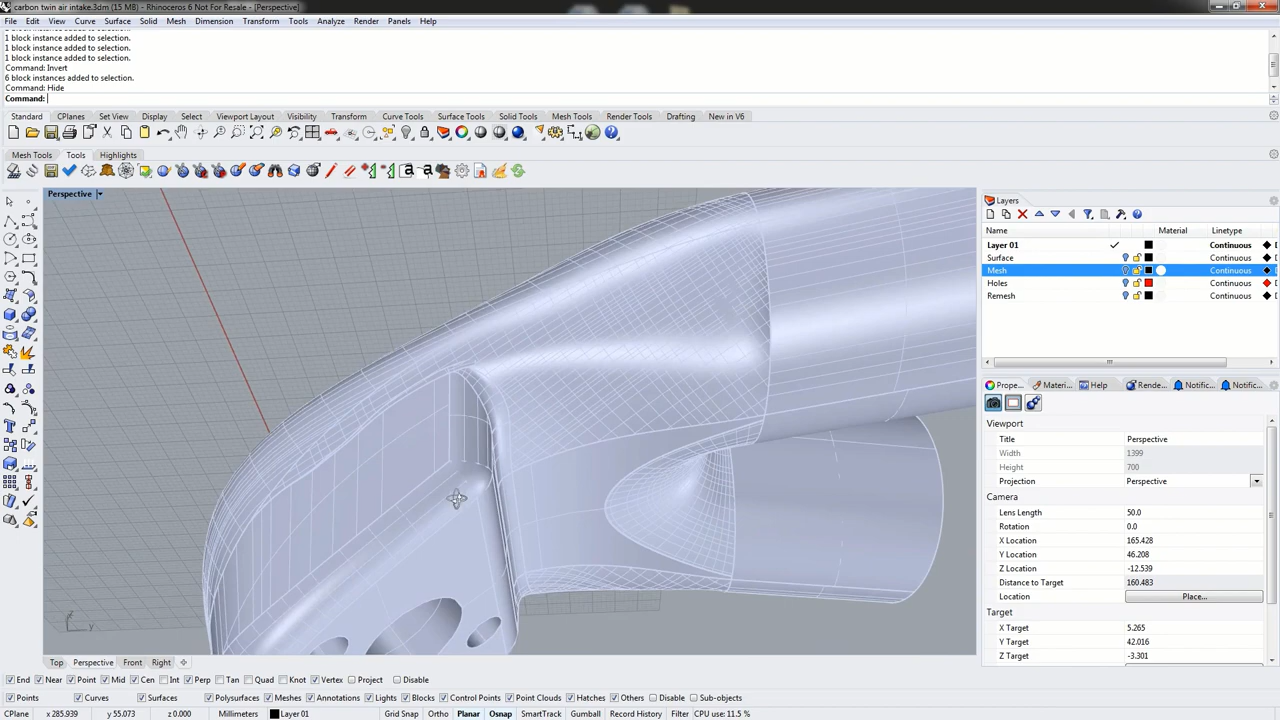 carbon twin air intake.3dm (15 MB) - Rhinoceros 6 Not For Resale - [Perspective]
File Edit View Curve Surface Solid Mesh Dimension Transform Tools Analyze Render Panels Help
1 block instance added to selection.
1 block instance added to selection.
1 block instance added to selection.
Command: Invert
6 block instances added to selection.
Command: Hide
Command:
Standard CPlanes Set View Display Select Viewport Layout Visibility Transform Curve Tools Surface Tools Solid Tools Mesh Tools Render Tools Drafting New in V6
Mesh Tools Tools Highlights
Perspective
Layers
Name Material Linetype
Layer 01 Continuous
Surface Continuous
Mesh Continuous
Holes Continuous
Remesh Continuous
Prope... Materi... Help Rende... Notific... Notific...
Viewport
Title Perspective
Width 1399
Height 700
Projection Perspective
Camera
Lens Length 50.0
Rotation 0.0
X Location 165.428
Y Location 46.208
Z Location -12.539
Distance to Target 160.483
Location Place...
Target
X Target 5.265
Y Target 42.016
Z Target -3.301
z y
Top Perspective Front Right
End Near Point Mid Cen Int Perp Tan Quad Knot Vertex Project Disable
Points Curves Surfaces Polysurfaces Meshes Annotations Lights Blocks Control Points Point Clouds Hatches Others Disable Sub-objects
CPlane x 285.939 y 55.073 z 0.000 Millimeters Layer 01 Grid Snap Ortho Planar Osnap SmartTrack Gumball Record History Filter CPU use: 11.5 %